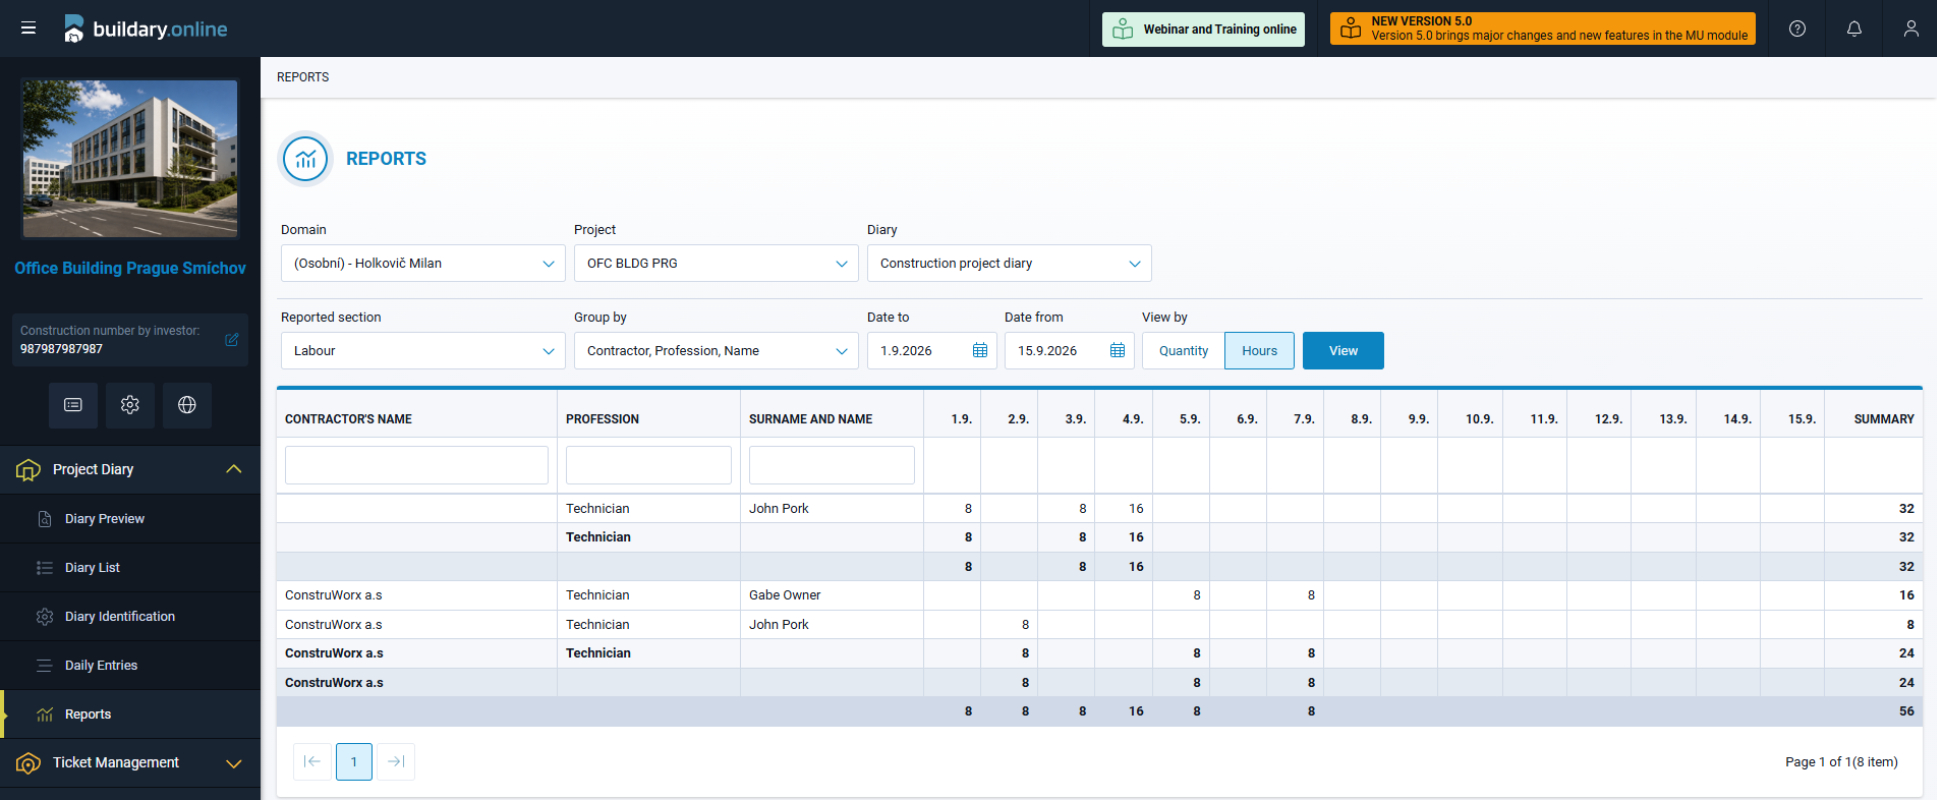 buildary.online
Webinar and Training online
NEW VERSION 5.0
Version 5.0 brings major changes and new features in the MU module
Office Building Prague Smíchov
Construction number by investor:
987987987987
Project Diary
Diary Preview
Diary List
Diary Identification
Daily Entries
Reports
Ticket Management
REPORTS
REPORTS
Domain Project Diary
(Osobní) - Holkovič Milan OFC BLDG PRG Construction project diary
Reported section Group by Date to Date from View by
Labour Contractor, Profession, Name 1.9.2026 15.9.2026 Quantity Hours View
CONTRACTOR'S NAME PROFESSION SURNAME AND NAME 1.9. 2.9. 3.9. 4.9. 5.9. 6.9. 7.9. 8.9. 9.9. 10.9. 11.9. 12.9. 13.9. 14.9. 15.9. SUMMARY
Technician John Pork 8 8 16 32
Technician 8 8 16 32
8 8 16 32
ConstruWorx a.s Technician Gabe Owner 8 8 16
ConstruWorx a.s Technician John Pork 8 8
ConstruWorx a.s Technician 8 8 8 24
ConstruWorx a.s 8 8 8 24
8 8 8 16 8 8 56
1
Page 1 of 1(8 item)